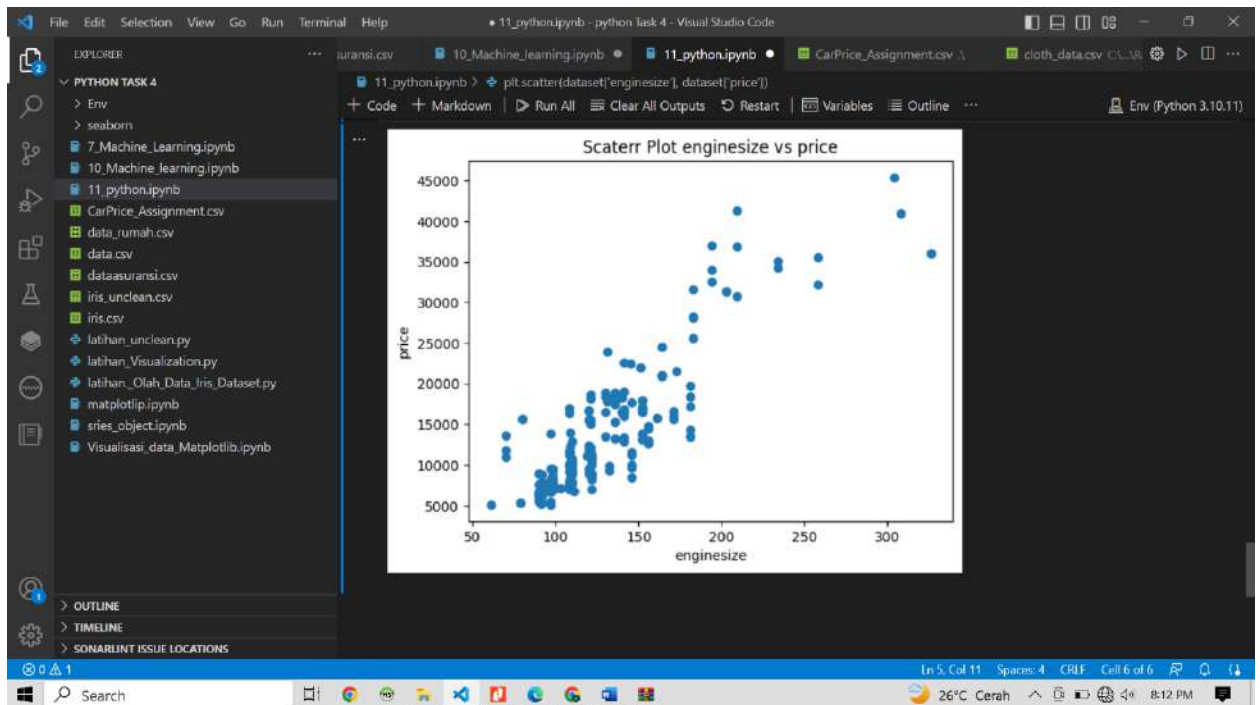 File Edit Selection View Go Run Terminal Help
● 11_python.ipynb - python Task 4 - Visual Studio Code
EXPLORER
uransi.csv 10_Machine_learning.ipynb ● 11_python.ipynb ● CarPrice_Assignment.csv .\ cloth_data.csv
PYTHON TASK 4
11_python.ipynb > plt.scatter(dataset['enginesize'], dataset['price'])
+ Code + Markdown | Run All Clear All Outputs Restart | Variables Outline ...
Env (Python 3.10.11)
> Env
> seaborn
7_Machine_Learning.ipynb
10_Machine_learning.ipynb
11_python.ipynb
CarPrice_Assignment.csv
data_rumah.csv
data.csv
dataasuransi.csv
iris_unclean.csv
iris.csv
latihan_unclean.py
latihan_Visualization.py
latihan._Olah_Data_Iris_Dataset.py
matplotlip.ipynb
sries_object.ipynb
Visualisasi_data_Matplotlib.ipynb
> OUTLINE
> TIMELINE
> SONARLINT ISSUE LOCATIONS
Scaterr Plot enginesize vs price
45000
40000
35000
30000
25000
20000
15000
10000
5000
price
50 100 150 200 250 300
enginesize
0 1
Ln 5, Col 11 Spaces: 4 CRLF Cell 6 of 6
Search
26°C Cerah 8:12 PM